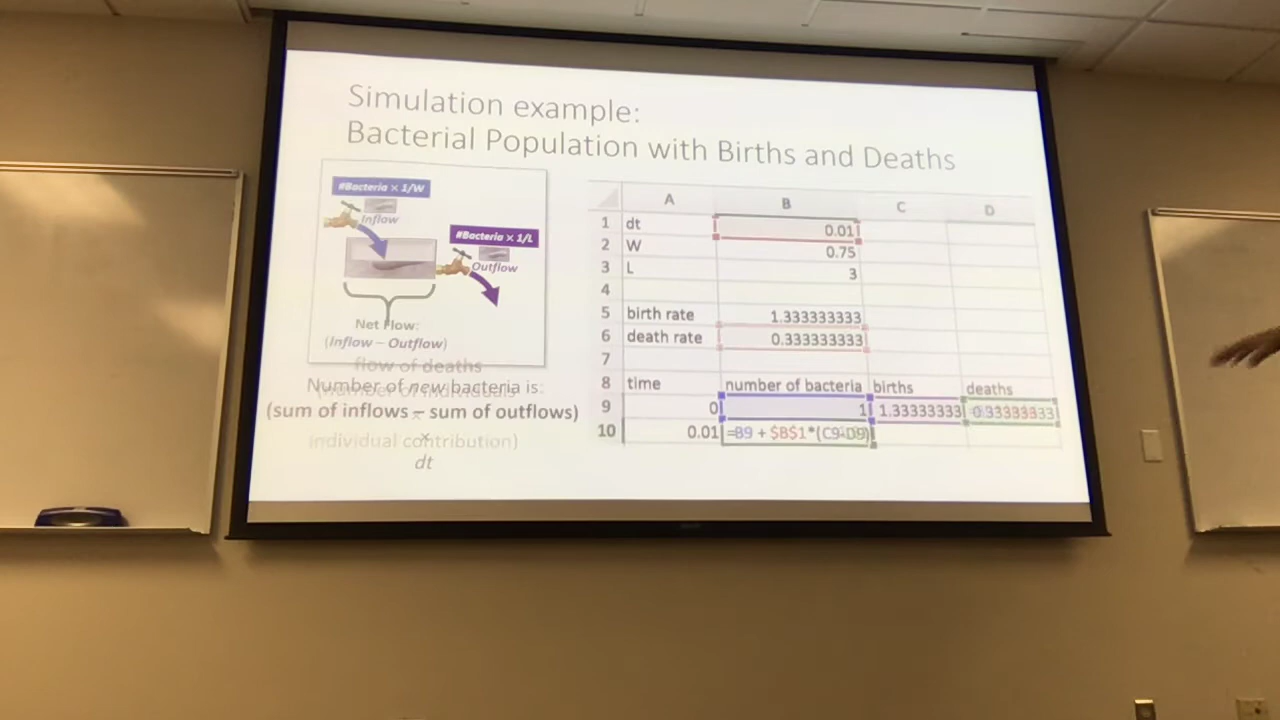 Simulation example:
Bacterial Population with Births and Deaths
#Bacteria × 1/W
Inflow
#Bacteria × 1/L
Outflow
Net Flow:
(Inflow – Outflow)
flow of deaths
Number of new bacteria is:
(sum of inflows – sum of outflows)
individual contribution)
×
dt
A B C D
1 dt 0.01
2 W 0.75
3 L 3
4
5 birth rate 1.333333333
6 death rate 0.333333333
7
8 time number of bacteria births deaths
9 0 1 1.33333333 0.33333333
10 0.01 =B9 + $B$1*(C9-D9)